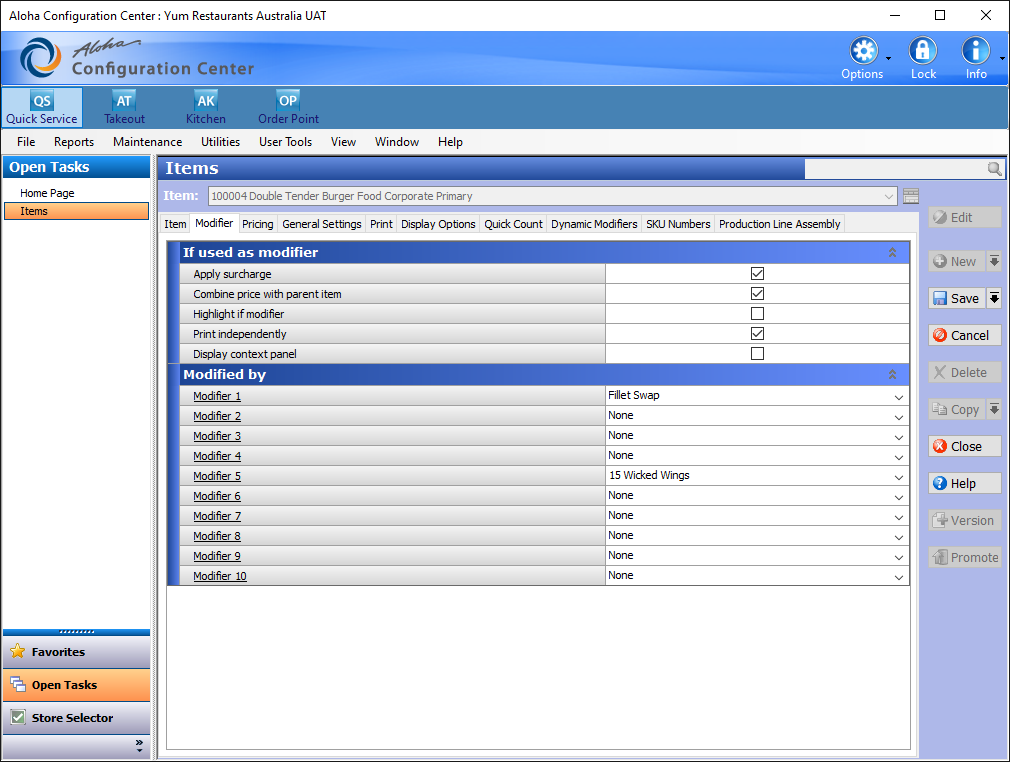 Aloha Configuration Center : Yum Restaurants Australia UAT
Aloha
Configuration Center
Options
Lock
Info
QS
Quick Service
AT
Takeout
AK
Kitchen
OP
Order Point
File Reports Maintenance Utilities User Tools View Window Help
Open Tasks
Home Page
Items
Items
Item: 100004 Double Tender Burger Food Corporate Primary
Item Modifier Pricing General Settings Print Display Options Quick Count Dynamic Modifiers SKU Numbers Production Line Assembly
If used as modifier
Apply surcharge
Combine price with parent item
Highlight if modifier
Print independently
Display context panel
Modified by
Modifier 1 Fillet Swap
Modifier 2 None
Modifier 3 None
Modifier 4 None
Modifier 5 15 Wicked Wings
Modifier 6 None
Modifier 7 None
Modifier 8 None
Modifier 9 None
Modifier 10 None
Edit
New
Save
Cancel
Delete
Copy
Close
Help
Version
Promote
Favorites
Open Tasks
Store Selector